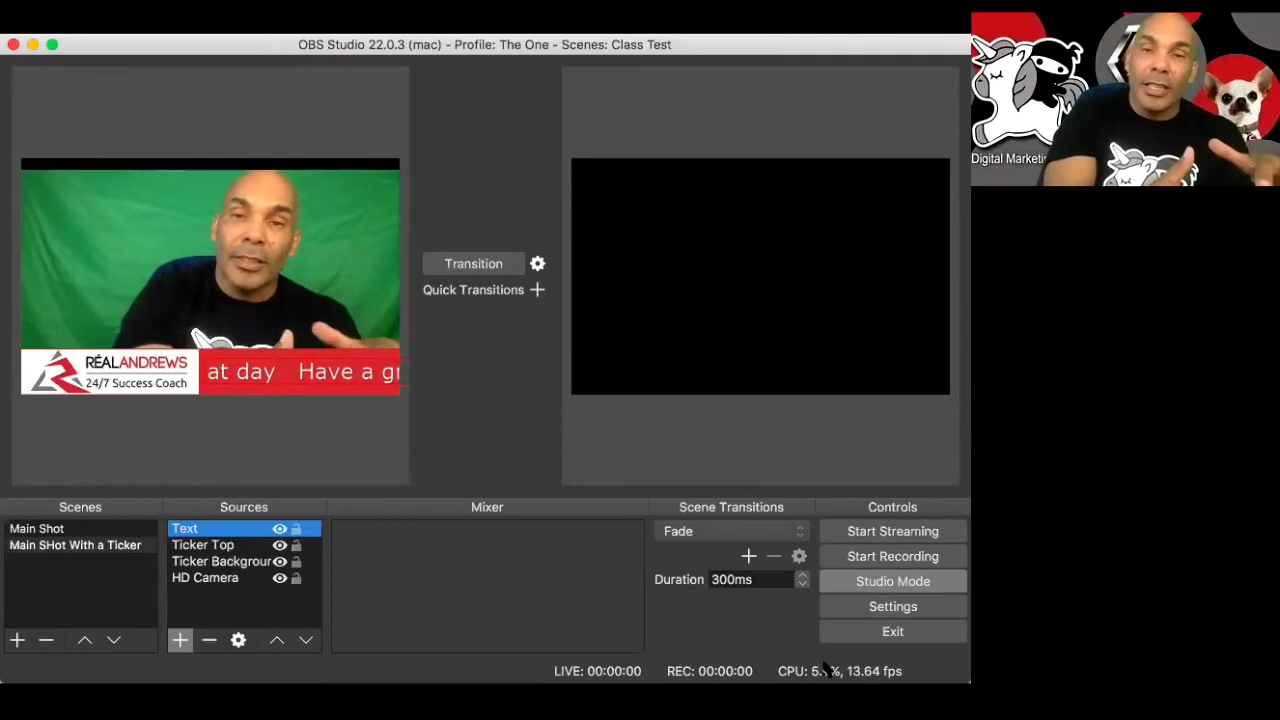 OBS Studio 22.0.3 (mac) - Profile: The One - Scenes: Class Test
Digital Marketin
Transition
Quick Transitions
RÉALANDREWS
24/7 Success Coach
at day Have a gr
Scenes
Main Shot
Main SHot With a Ticker
Sources
Text
Ticker Top
Ticker Backgrour
HD Camera
Mixer
Scene Transitions
Fade
Duration 300ms
Controls
Start Streaming
Start Recording
Studio Mode
Settings
Exit
LIVE: 00:00:00 REC: 00:00:00 CPU: 13.64 fps